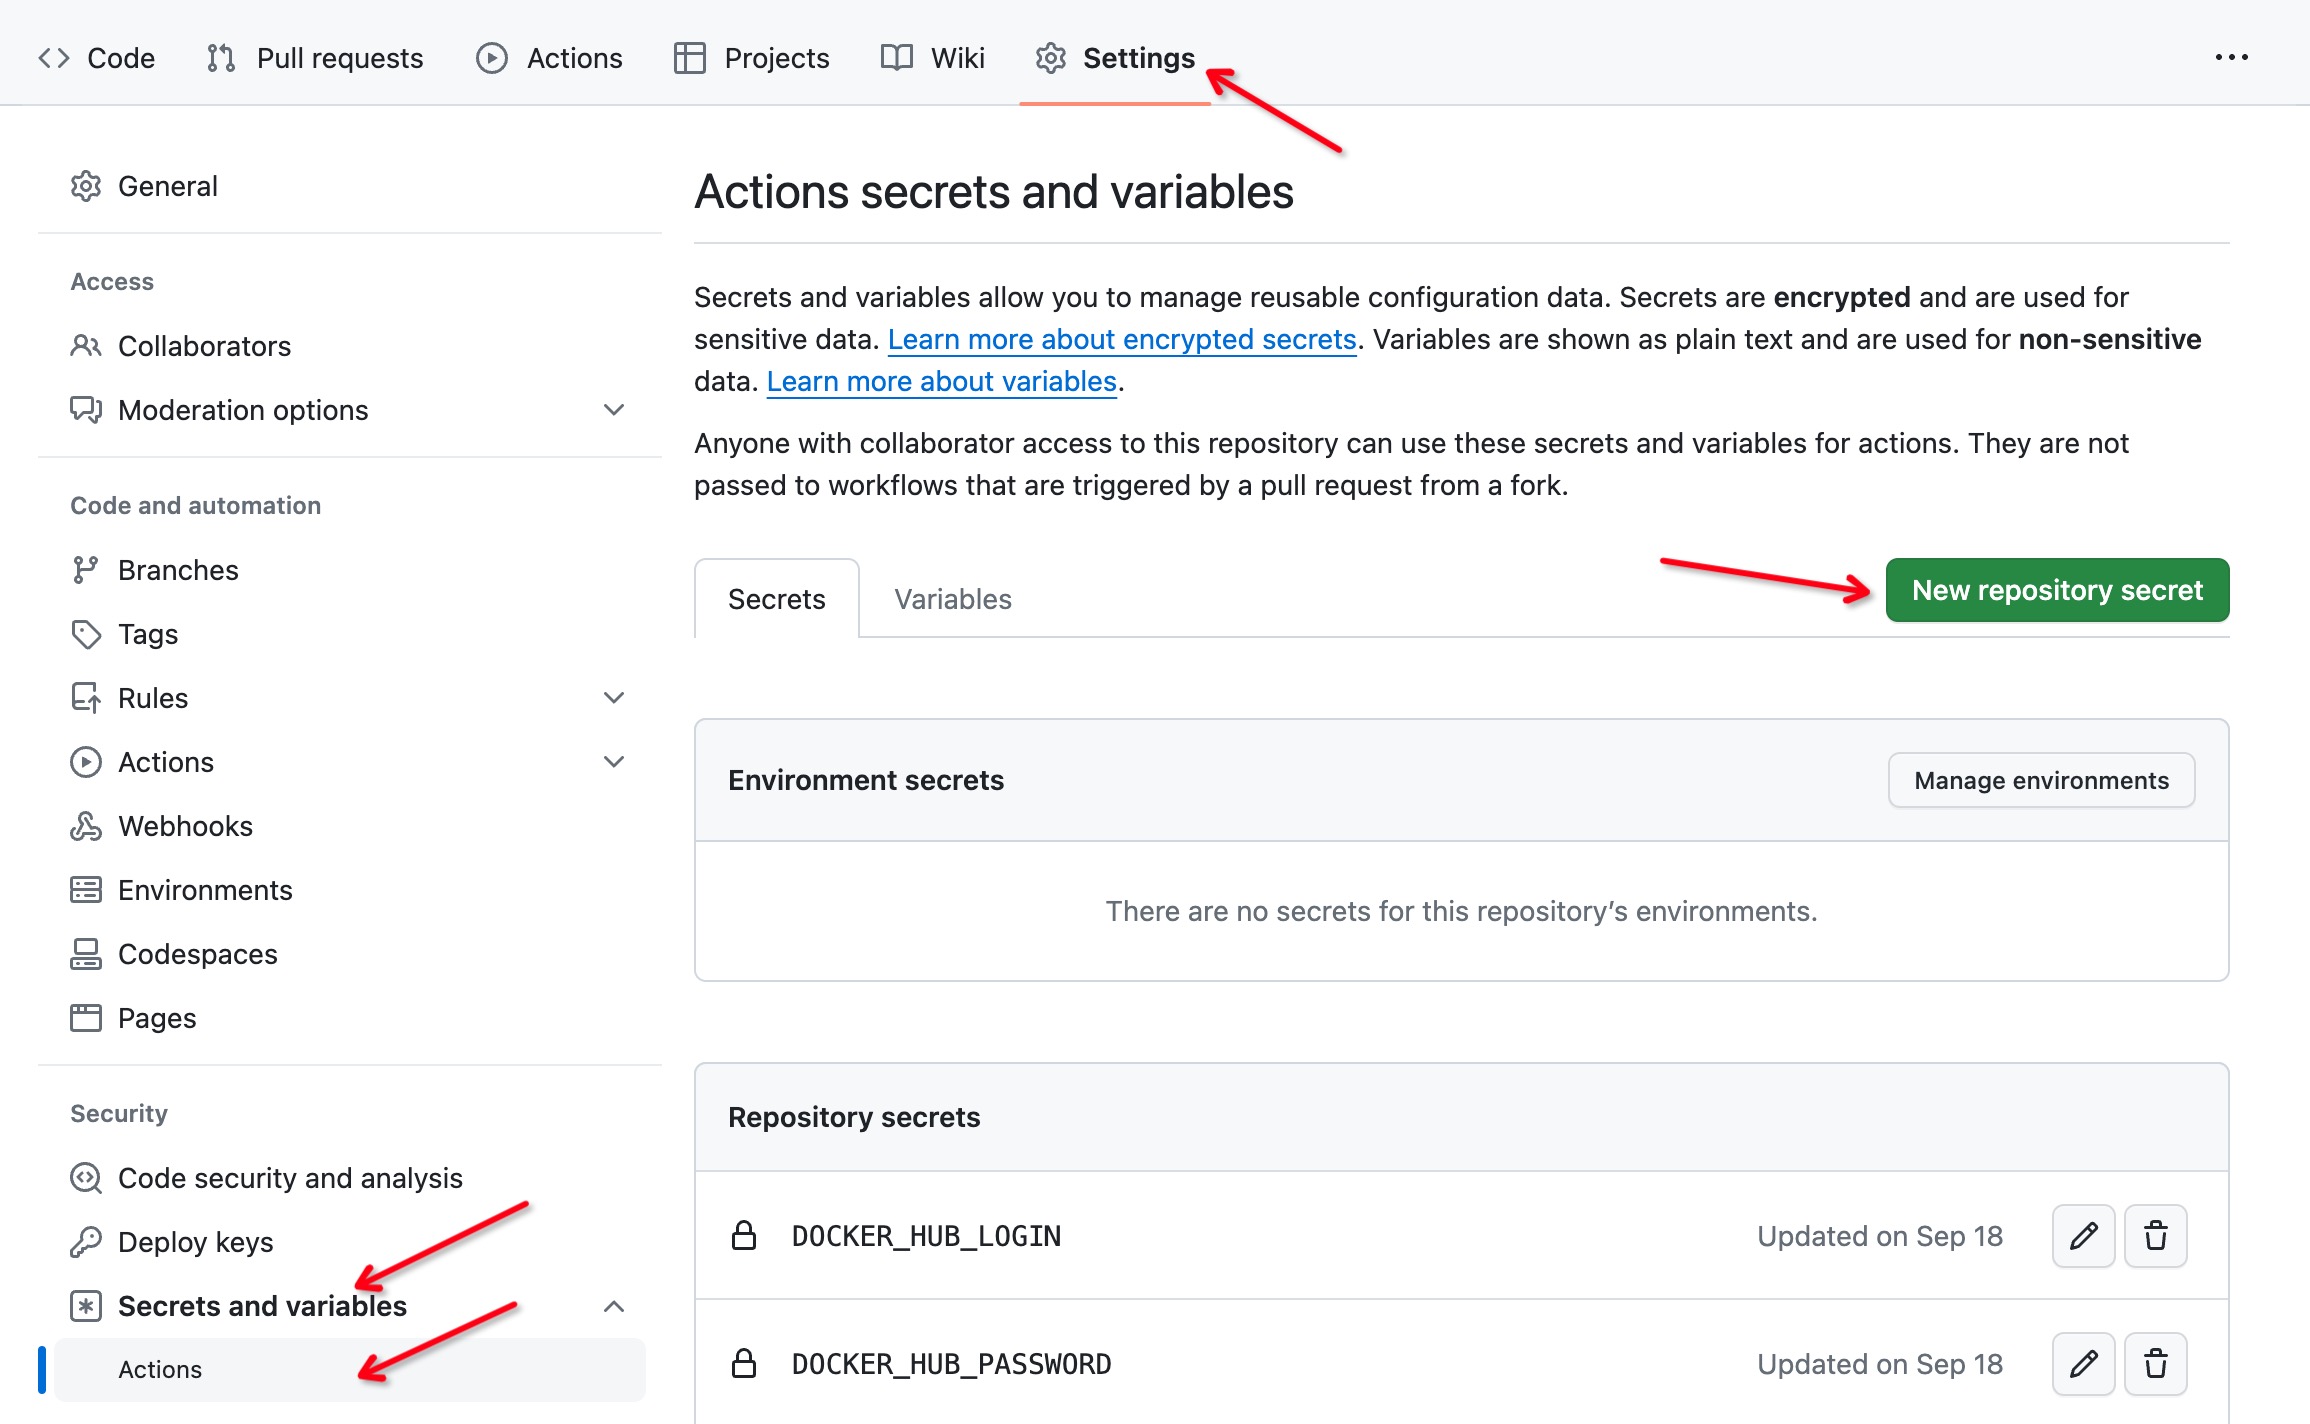 Code Pull requests Actions Projects Wiki Settings
General
Access
Collaborators
Moderation options
Code and automation
Branches
Tags
Rules
Actions
Webhooks
Environments
Codespaces
Pages
Security
Code security and analysis
Deploy keys
Secrets and variables
Actions
Actions secrets and variables
Secrets and variables allow you to manage reusable configuration data. Secrets are encrypted and are used for
sensitive data. Learn more about encrypted secrets. Variables are shown as plain text and are used for non-sensitive
data. Learn more about variables.
Anyone with collaborator access to this repository can use these secrets and variables for actions. They are not
passed to workflows that are triggered by a pull request from a fork.
Secrets Variables New repository secret
Environment secrets Manage environments
There are no secrets for this repository’s environments.
Repository secrets
DOCKER_HUB_LOGIN Updated on Sep 18
DOCKER_HUB_PASSWORD Updated on Sep 18